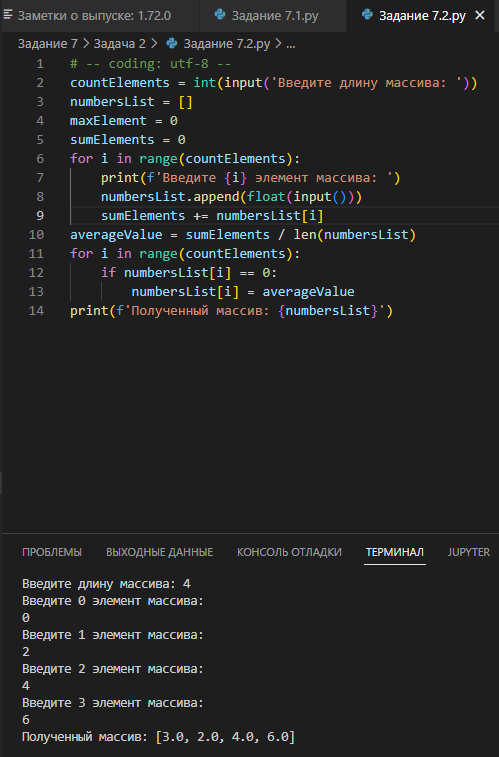 Заметки о выпуске: 1.72.0 Задание 7.1.py Задание 7.2.py
Задание 7 > Задача 2 > Задание 7.2.py > ...
1 # -- coding: utf-8 --
2 countElements = int(input('Введите длину массива: '))
3 numbersList = []
4 maxElement = 0
5 sumElements = 0
6 for i in range(countElements):
7     print(f'Введите {i} элемент массива: ')
8     numbersList.append(float(input()))
9     sumElements += numbersList[i]
10 averageValue = sumElements / len(numbersList)
11 for i in range(countElements):
12     if numbersList[i] == 0:
13         numbersList[i] = averageValue
14 print(f'Полученный массив: {numbersList}')
ПРОБЛЕМЫ ВЫХОДНЫЕ ДАННЫЕ КОНСОЛЬ ОТЛАДКИ ТЕРМИНАЛ JUPYTER
Введите длину массива: 4
Введите 0 элемент массива:
0
Введите 1 элемент массива:
2
Введите 2 элемент массива:
4
Введите 3 элемент массива:
6
Полученный массив: [3.0, 2.0, 4.0, 6.0]